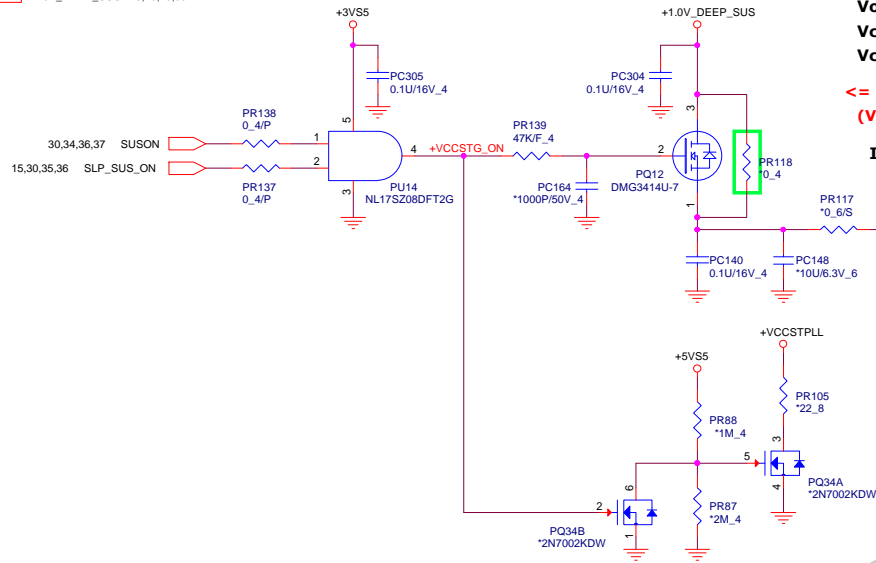 +3VS5
PC305
0.1U/16V_4
PR138
0_4/P
30,34,36,37 SUSON
15,30,35,36 SLP_SUS_ON
PR137
0_4/P
1
2
5
3
4
PU14
NL17SZ08DFT2G
+VCCSTG_ON
PR139
47K/F_4
PC164
*1000P/50V_4
+1.0V_DEEP_SUS
PC304
0.1U/16V_4
3
2
1
PQ12
DMG3414U-7
PR118
*0_4
PR117
*0_6/S
PC140
0.1U/16V_4
PC148
*10U/6.3V_6
Vo
Vo
<=
(V
+VCCSTPLL
+5VS5
PR105
*22_8
PR88
*1M_4
3
5
4
PQ34A
*2N7002KDW
6
2
1
PQ34B
*2N7002KDW
PR87
*2M_4